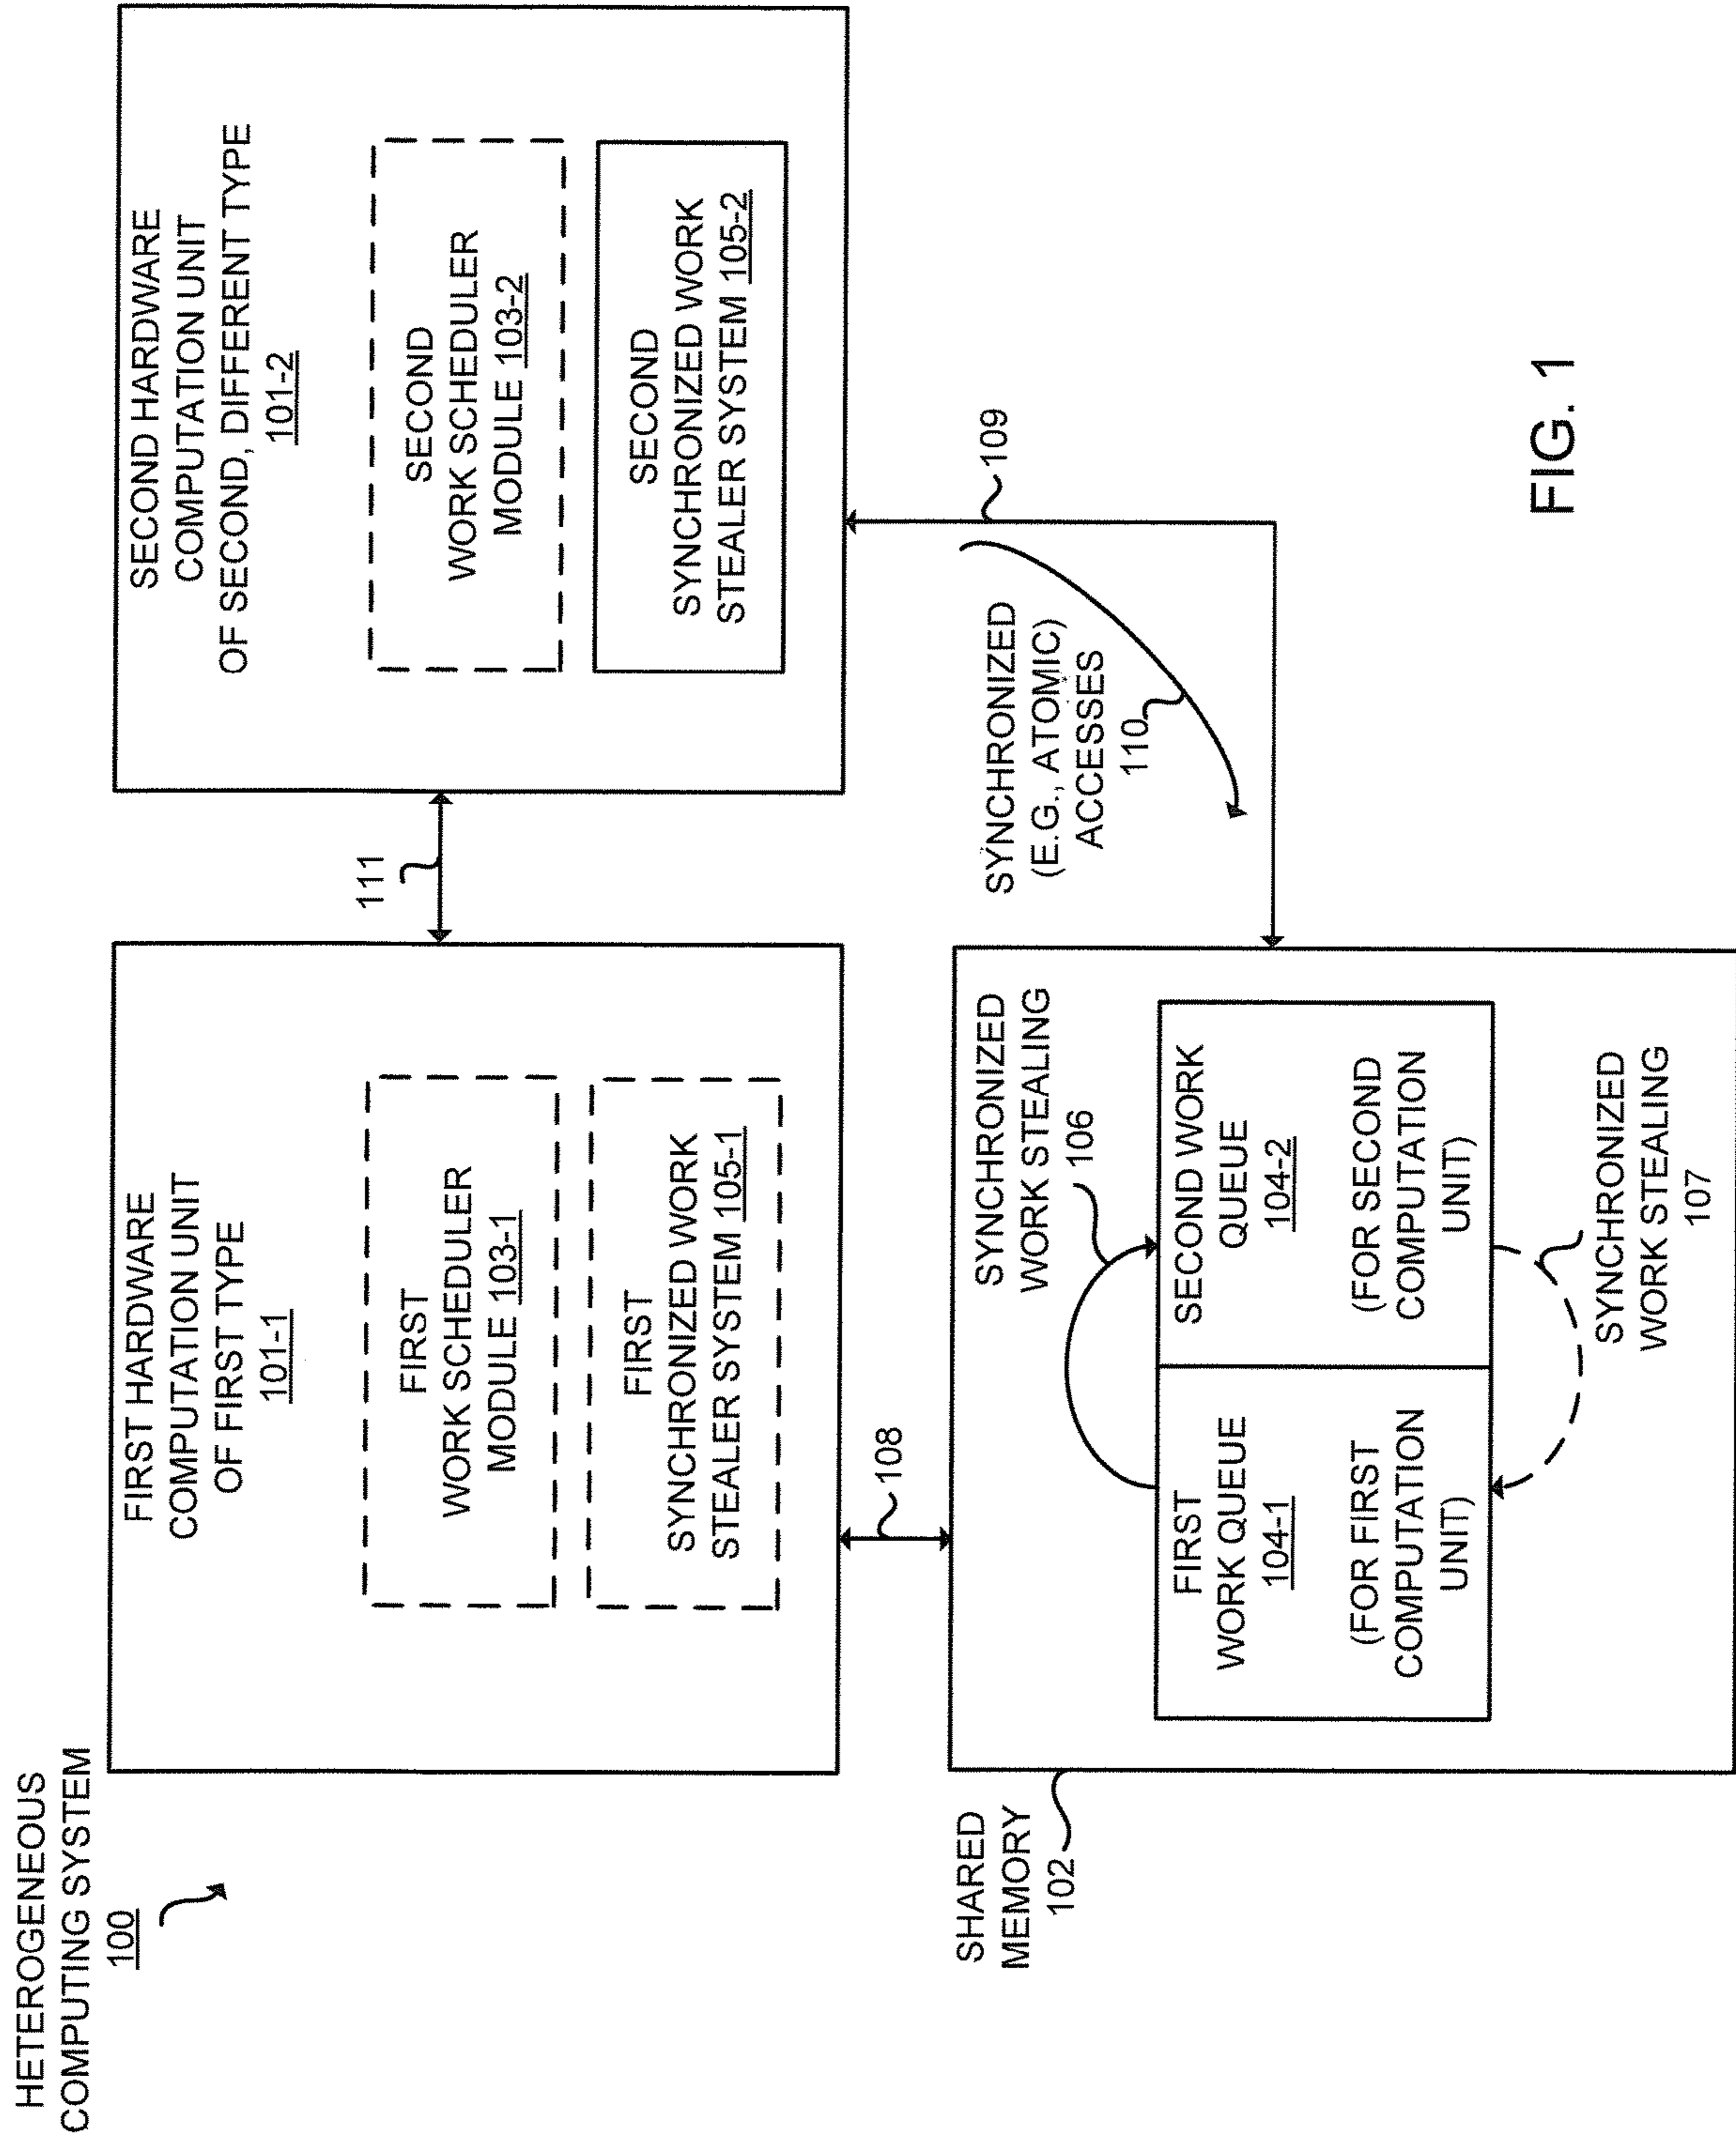 HETEROGENEOUS
COMPUTING SYSTEM
100
FIRST HARDWARE
COMPUTATION UNIT
OF FIRST TYPE
101-1
FIRST
WORK SCHEDULER
MODULE 103-1
FIRST
SYNCHRONIZED WORK
STEALER SYSTEM 105-1
111
SECOND HARDWARE
COMPUTATION UNIT
OF SECOND, DIFFERENT TYPE
101-2
SECOND
WORK SCHEDULER
MODULE 103-2
SECOND
SYNCHRONIZED WORK
STEALER SYSTEM 105-2
108
109
SYNCHRONIZED
(E.G., ATOMIC)
ACCESSES
110
SHARED
MEMORY
102
SYNCHRONIZED
WORK STEALING
106
FIRST
WORK QUEUE
104-1
(FOR FIRST
COMPUTATION
UNIT)
SECOND WORK
QUEUE
104-2
(FOR SECOND
COMPUTATION
UNIT)
SYNCHRONIZED
WORK STEALING
107
FIG. 1